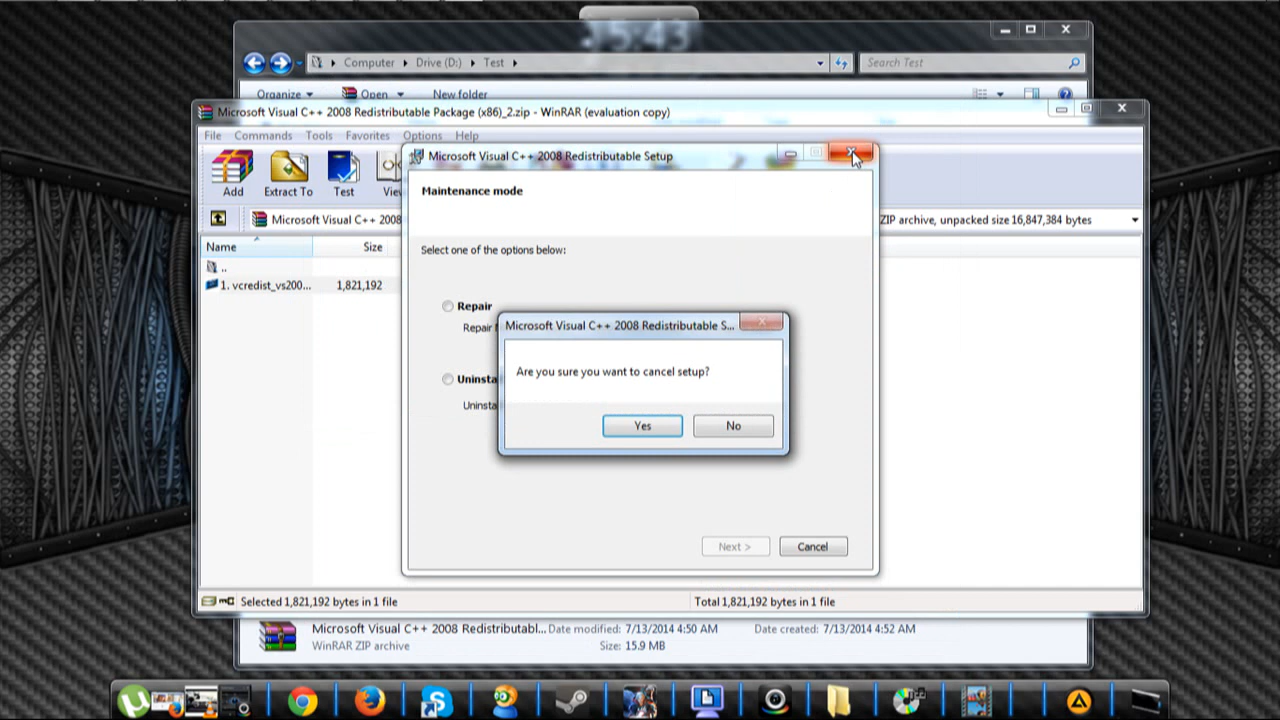 5:43
Computer Drive (D:) Test
Search Test
Organize Open New folder
Microsoft Visual C++ 2008 Redistributable Package (x86)_2.zip - WinRAR (evaluation copy)
File Commands Tools Favorites Options Help
Microsoft Visual C++ 2008 Redistributable Setup
Add Extract To Test Vie
Maintenance mode
Microsoft Visual C++ 2008
ZIP archive, unpacked size 16,847,384 bytes
Name Size
Select one of the options below:
..
1. vcredist_vs200... 1,821,192
Repair
Repair
Microsoft Visual C++ 2008 Redistributable S...
Are you sure you want to cancel setup?
Uninsta
Uninsta
Yes No
Next > Cancel
Selected 1,821,192 bytes in 1 file
Total 1,821,192 bytes in 1 file
Microsoft Visual C++ 2008 Redistributabl... Date modified: 7/13/2014 4:50 AM Date created: 7/13/2014 4:52 AM
WinRAR ZIP archive Size: 15.9 MB